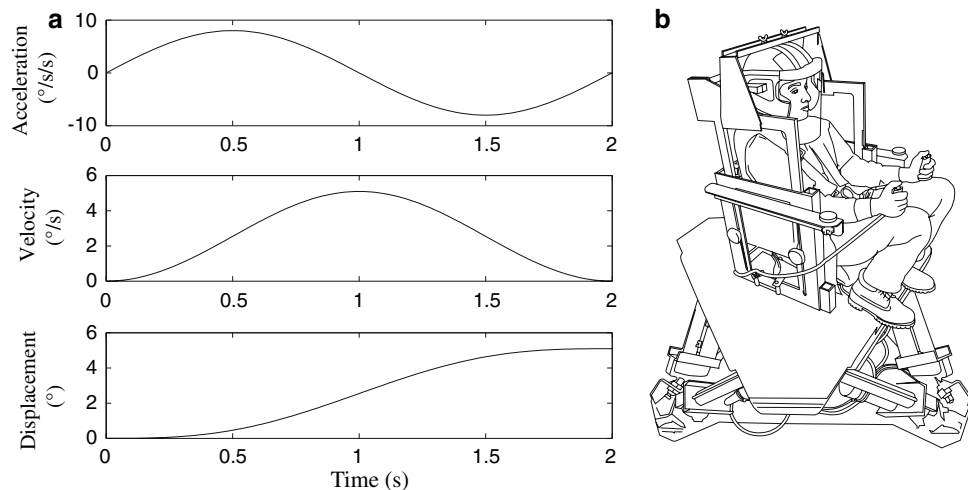 a
Acceleration
(°/s/s)
10
0
-10
0 0.5 1 1.5 2
Velocity
(°/s)
6
4
2
0
0 0.5 1 1.5 2
Displacement
(°)
6
4
2
0
0 0.5 1 1.5 2
Time (s)
b